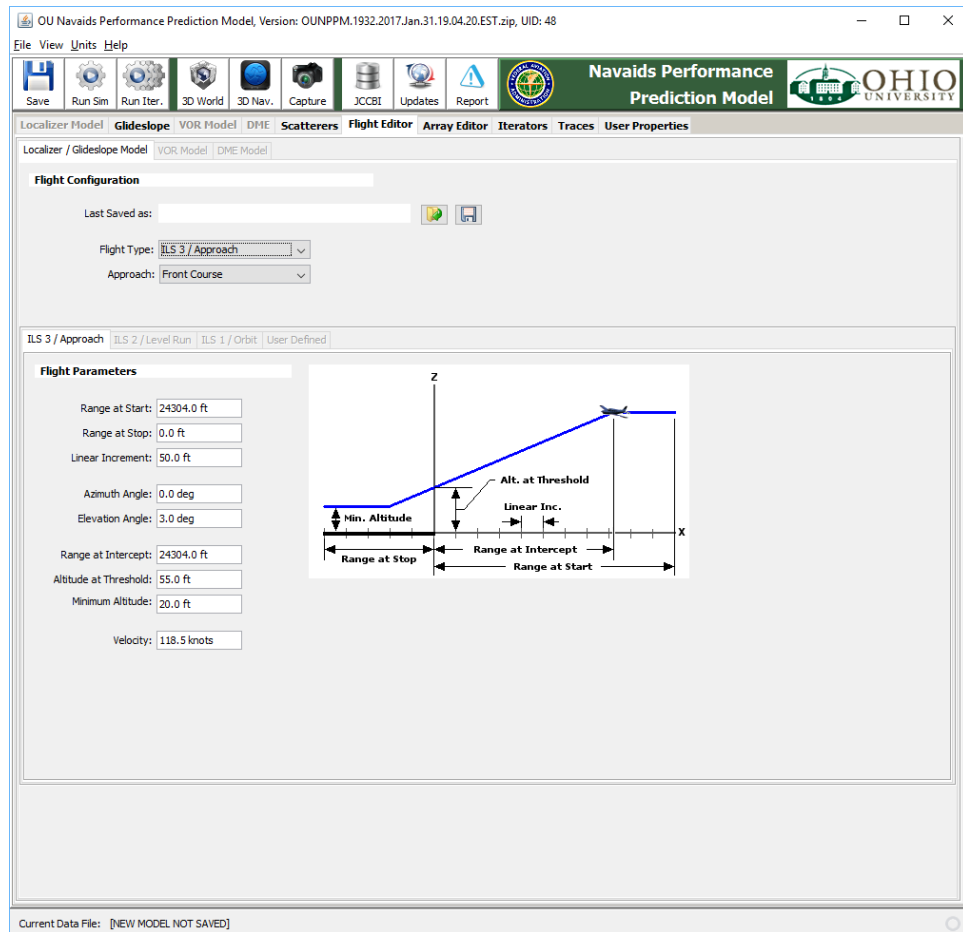 OU Navaids Performance Prediction Model, Version: OUNPPM.1932.2017.Jan.31.19.04.20.EST.zip, UID: 48
File View Units Help
Save Run Sim Run Iter. 3D World 3D Nav. Capture JCCBI Updates Report
FEDERAL AVIATION ADMINISTRATION
Navaids Performance
Prediction Model
1804
OHIO
UNIVERSITY
Localizer Model Glideslope VOR Model DME Scatterers Flight Editor Array Editor Iterators Traces User Properties
Localizer / Glideslope Model VOR Model DME Model
Flight Configuration
Last Saved as:
Flight Type: ILS 3 / Approach
Approach: Front Course
ILS 3 / Approach ILS 2 / Level Run ILS 1 / Orbit User Defined
Flight Parameters
Range at Start: 24304.0 ft
Range at Stop: 0.0 ft
Linear Increment: 50.0 ft
Azimuth Angle: 0.0 deg
Elevation Angle: 3.0 deg
Range at Intercept: 24304.0 ft
Altitude at Threshold: 55.0 ft
Minimum Altitude: 20.0 ft
Velocity: 118.5 knots
Z
Alt. at Threshold
Linear Inc.
Min. Altitude
X
Range at Stop
Range at Intercept
Range at Start
Current Data File: [NEW MODEL NOT SAVED]